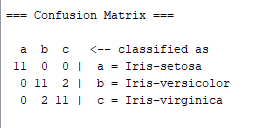 === Confusion Matrix ===
a b c <-- classified as
11 0 0 | a = Iris-setosa
0 11 2 | b = Iris-versicolor
0 2 11 | c = Iris-virginica